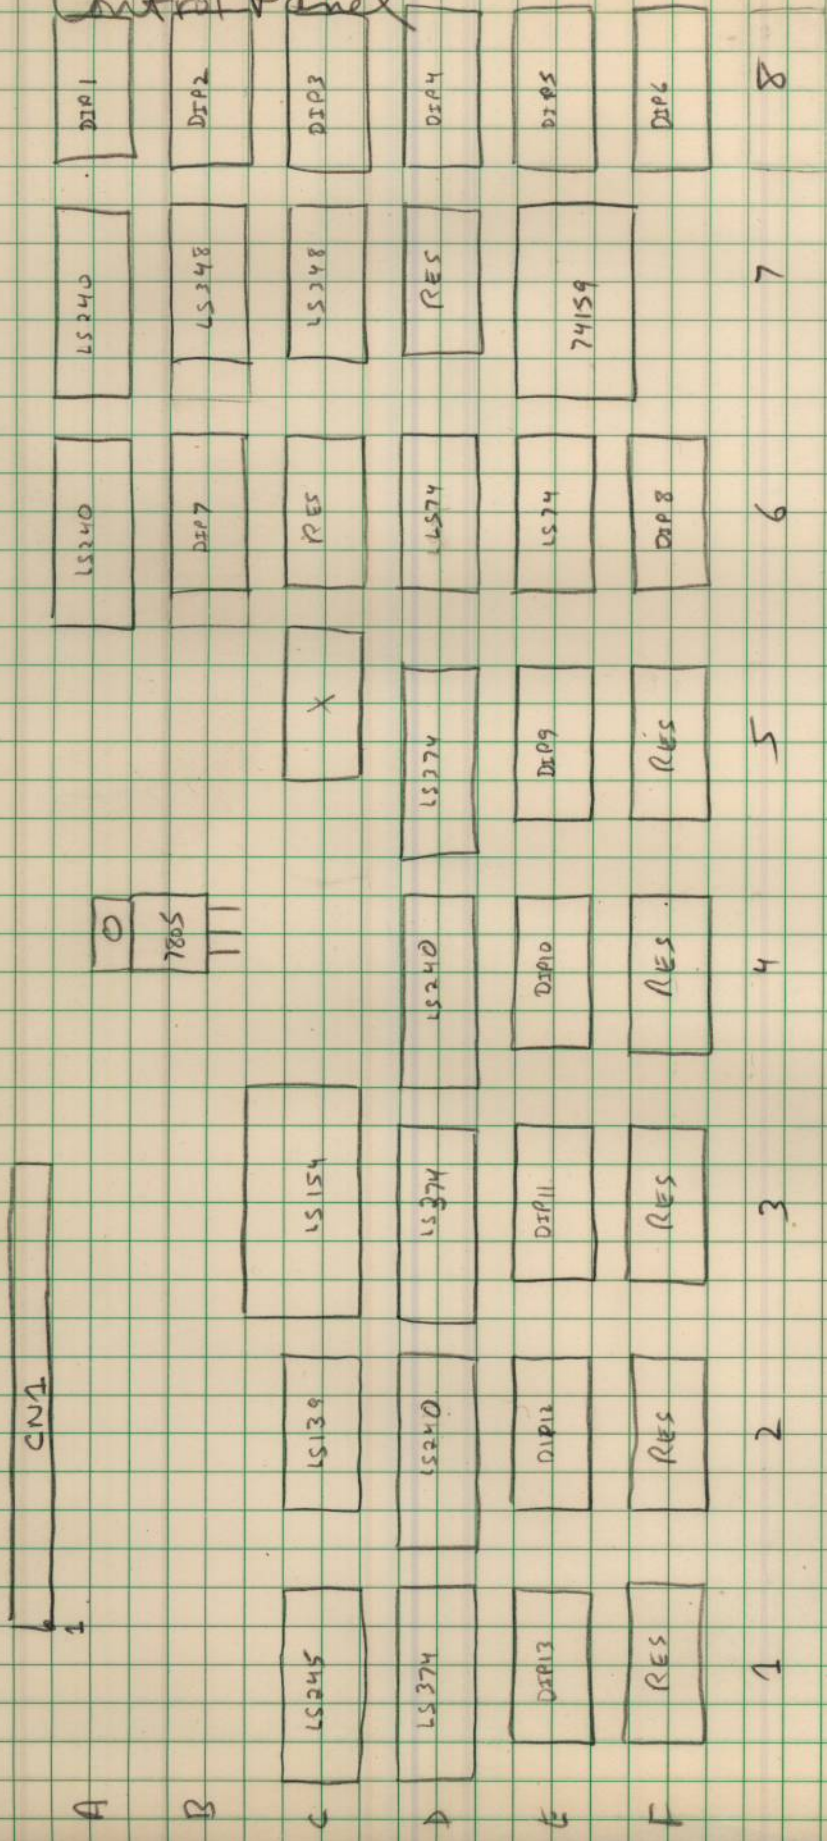 Control Panel
CN1
1
A LS240 LS240 DIP1
B 7805 DIP7 LS348 DIP2
C LS245 LS139 LS154 X RES LS348 DIP3
D LS374 LS240 LS374 LS240 LS374 LS74 RES DIP4
E DIP13 DIP12 DIP11 DIP10 DIP9 LS74 74159 DIP5
F RES RES RES RES RES DIP8 DIP6
1 2 3 4 5 6 7 8